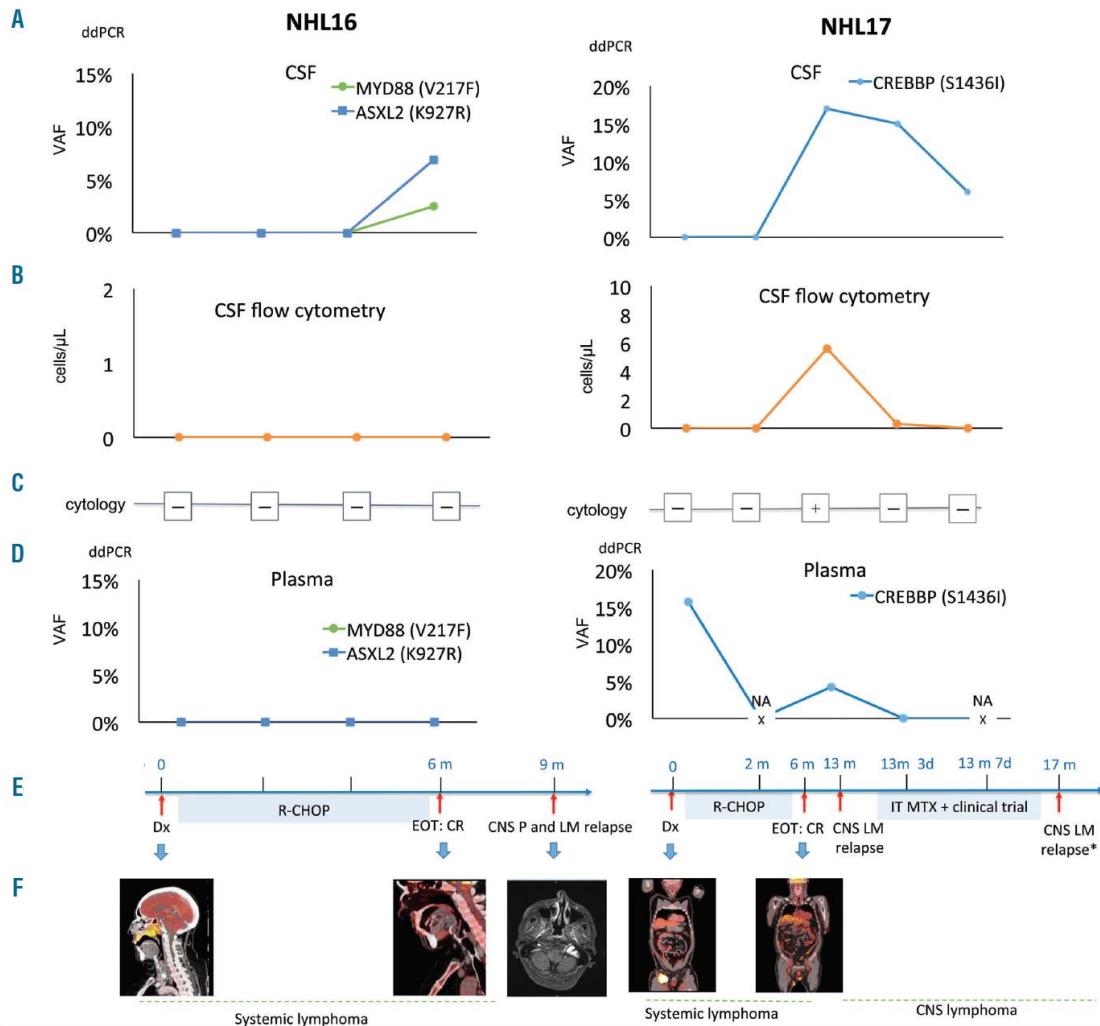 A
NHL16
NHL17
ddPCR
CSF
15%
10%
5%
0%
VAF
MYD88 (V217F)
ASXL2 (K927R)
ddPCR
CSF
20%
15%
10%
5%
0%
VAF
CREBBP (S1436I)
B
CSF flow cytometry
2
1
0
cells/µL
CSF flow cytometry
10
8
6
4
2
0
cells/µL
C
cytology
− − − −
cytology
− − + − −
D
ddPCR
Plasma
15%
10%
5%
0%
VAF
MYD88 (V217F)
ASXL2 (K927R)
ddPCR
Plasma
20%
15%
10%
5%
0%
VAF
CREBBP (S1436I)
NA
x
NA
x
E
0 6 m 9 m
R-CHOP
Dx
EOT: CR
CNS P and LM relapse
0 2 m 6 m 13 m 13m 3d 13 m 7d 17 m
R-CHOP
IT MTX + clinical trial
Dx
EOT: CR
CNS LM
relapse
CNS LM
relapse*
F
Systemic lymphoma
Systemic lymphoma
CNS lymphoma